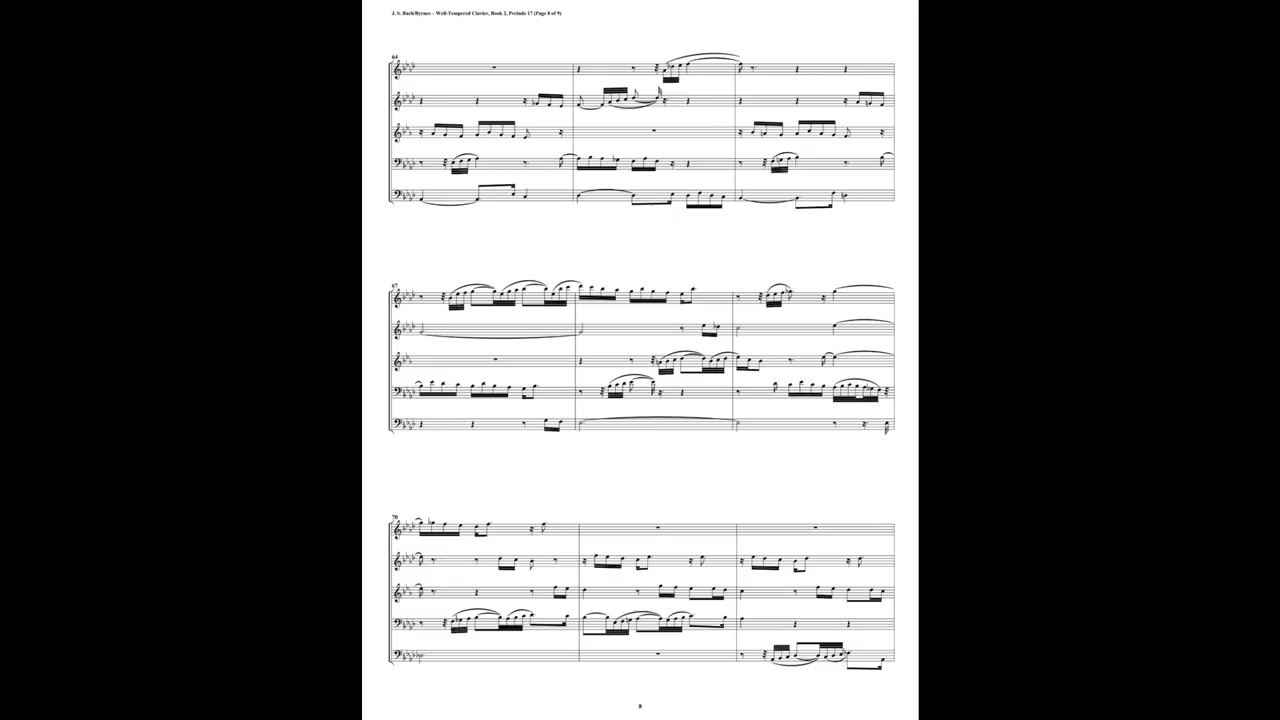 J. S. Bach/Byrnes – Well-Tempered Clavier, Book 2, Prelude 17 (Page 8 of 9)
64
67
70
8